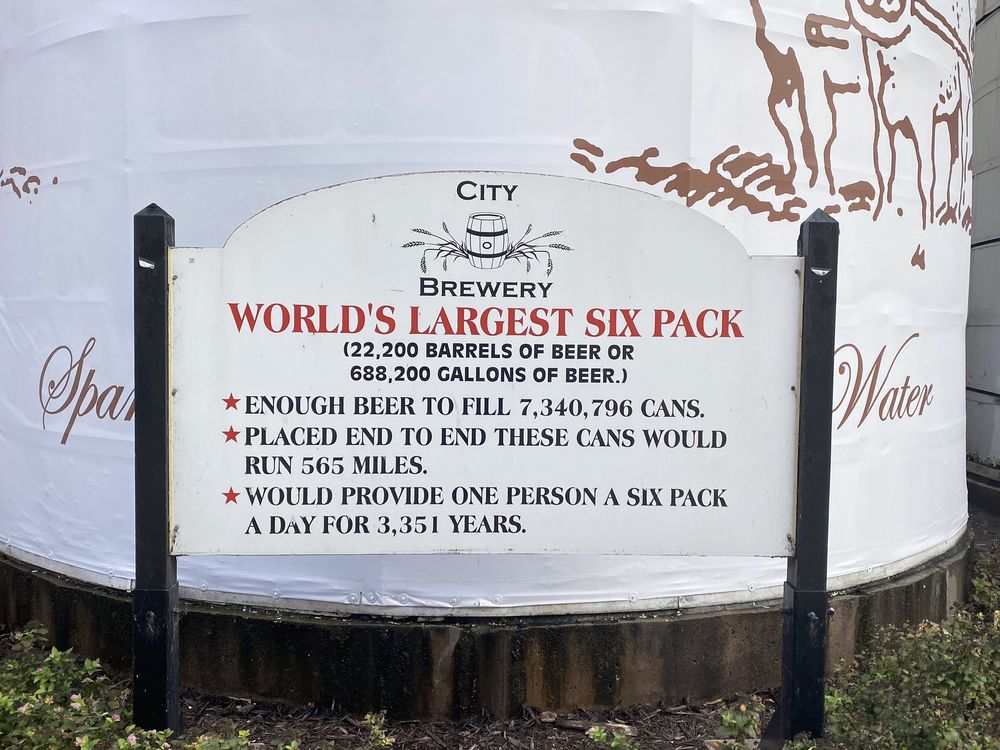 CITY
BREWERY
WORLD'S LARGEST SIX PACK
(22,200 BARRELS OF BEER OR
688,200 GALLONS OF BEER.)
ENOUGH BEER TO FILL 7,340,796 CANS.
PLACED END TO END THESE CANS WOULD
RUN 565 MILES.
WOULD PROVIDE ONE PERSON A SIX PACK
A DAY FOR 3,351 YEARS.
Water